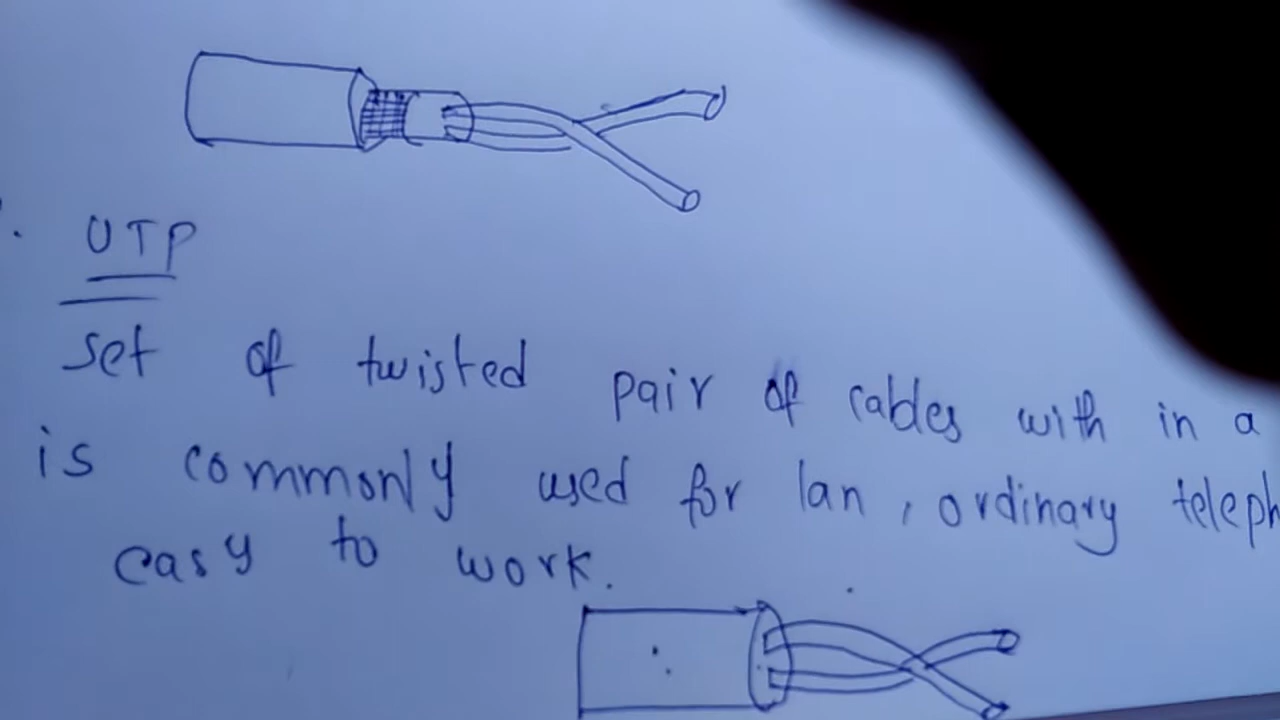 UTP
set of twisted pair of cables with in a
is commonly used for lan, ordinary teleph
easy to work.